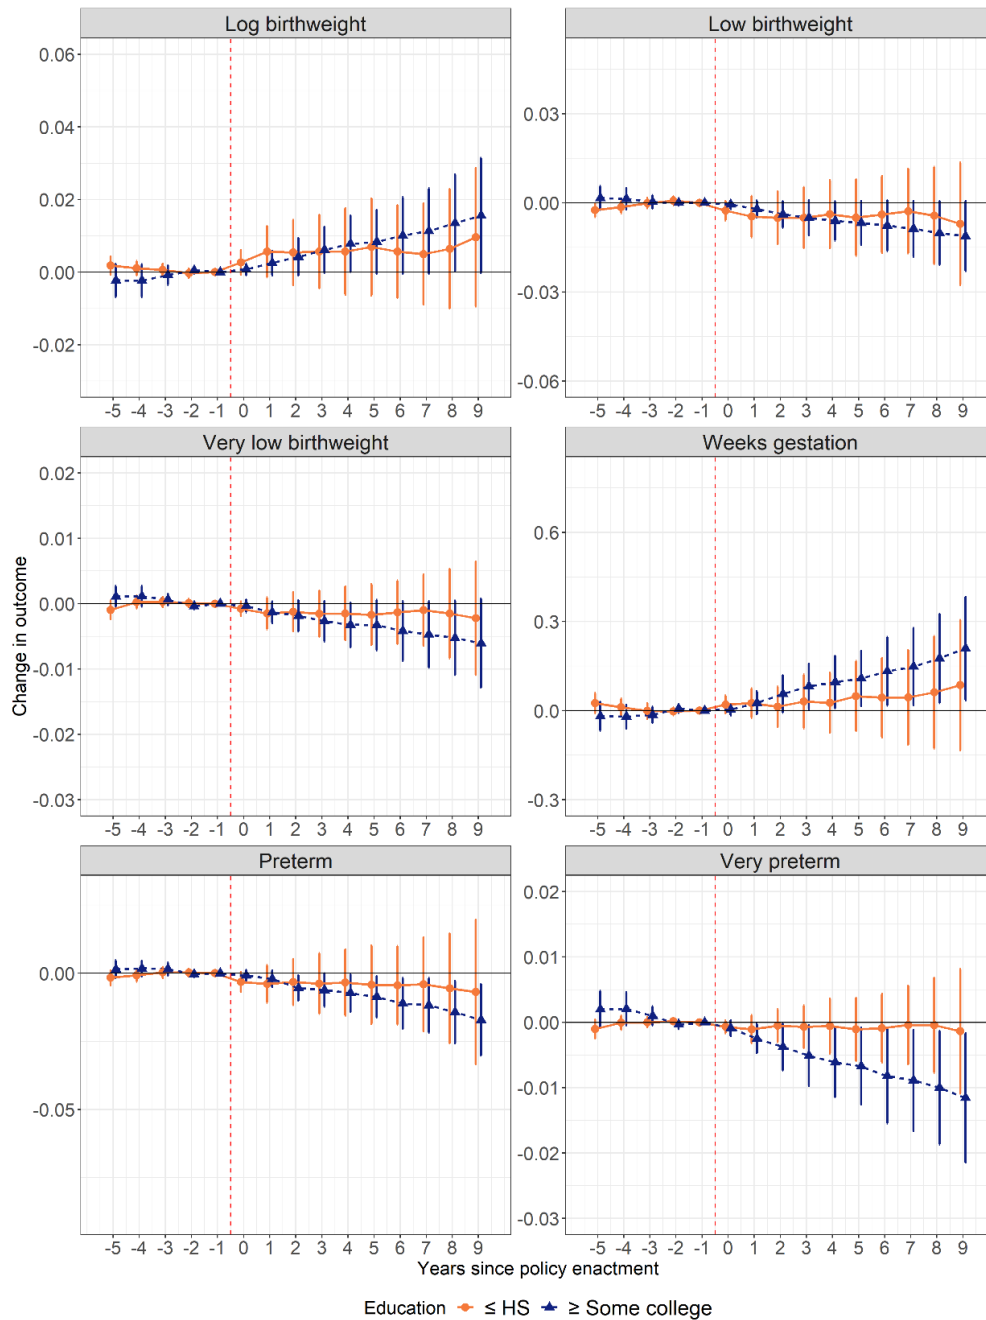 Log birthweight
Low birthweight
0.06
0.04
0.02
0.00
-0.02
0.03
0.00
-0.03
-0.06
-5 -4 -3 -2 -1 0 1 2 3 4 5 6 7 8 9
-5 -4 -3 -2 -1 0 1 2 3 4 5 6 7 8 9
Very low birthweight
Weeks gestation
0.02
0.01
0.00
-0.01
-0.02
-0.03
0.6
0.3
0.0
-0.3
-5 -4 -3 -2 -1 0 1 2 3 4 5 6 7 8 9
-5 -4 -3 -2 -1 0 1 2 3 4 5 6 7 8 9
Preterm
Very preterm
0.00
-0.05
0.02
0.01
0.00
-0.01
-0.02
-0.03
-5 -4 -3 -2 -1 0 1 2 3 4 5 6 7 8 9
-5 -4 -3 -2 -1 0 1 2 3 4 5 6 7 8 9
Change in outcome
Years since policy enactment
Education ≤ HS ≥ Some college